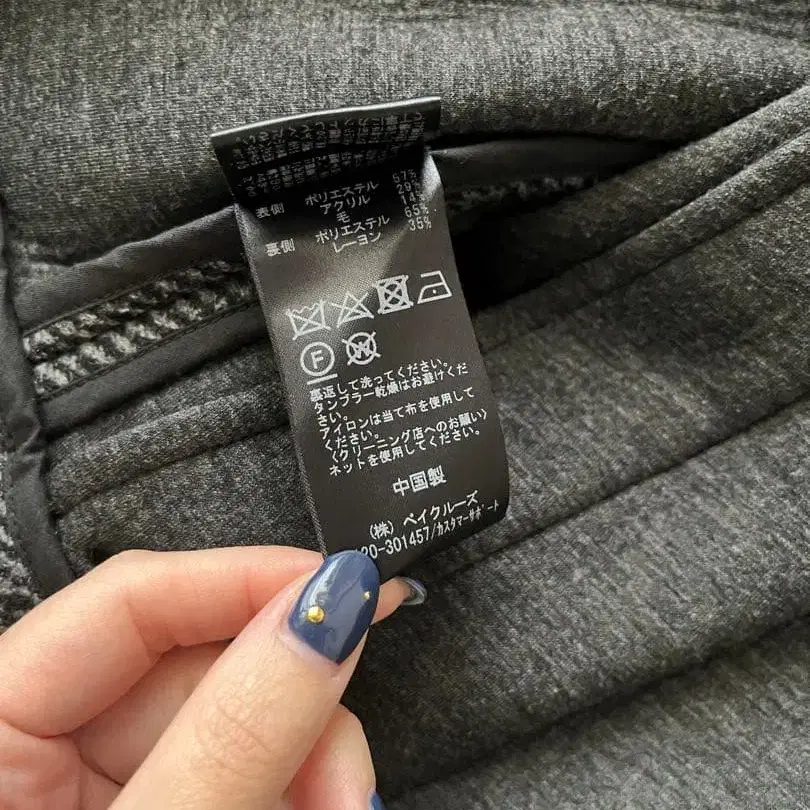 表側 ポリエステル 57%
アクリル 29%
毛 14%
裏側 ポリエステル 65%
レーヨン 35%
F W
裏返して洗ってください。
タンブラー乾燥はお避けくだ
さい。
アイロンは当て布を使用して
ください。
〈クリーニング店へのお願い〉
ネットを使用してください。
中国製
(株) ベイクルーズ
20-301457/カスタマーサポート